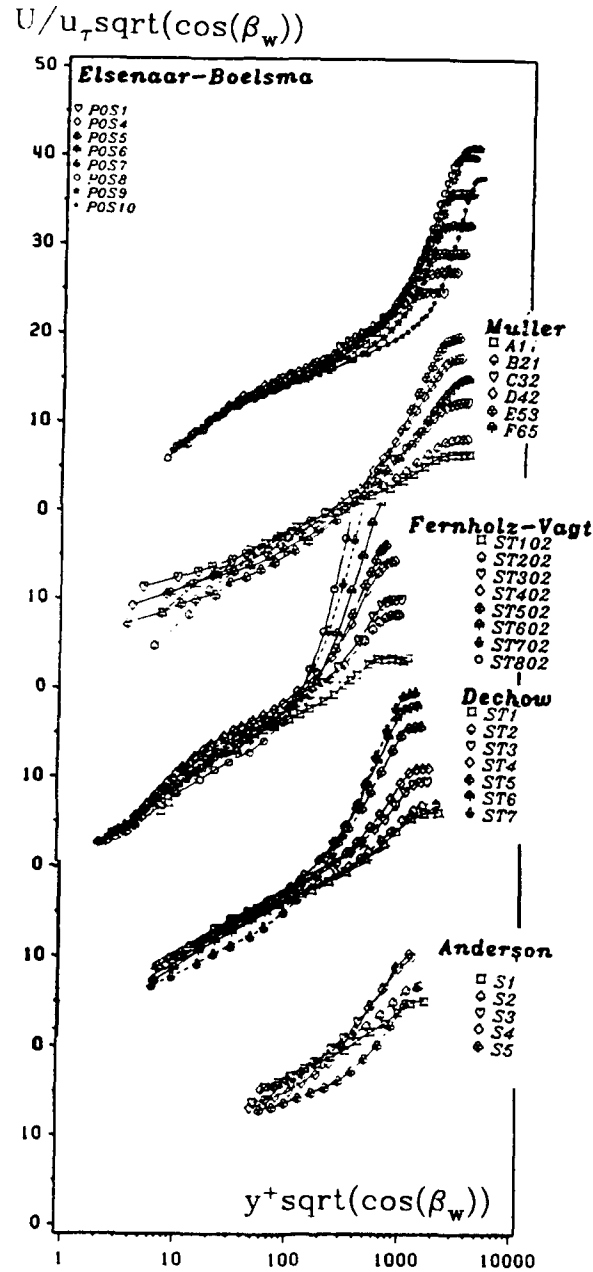 U/u_τ sqrt(cos(β_w))
50
Elsenaar-Boelsma
POS1
POS4
POS5
POS6
POS7
POS8
POS9
POS10
40
30
20
Muller
B21
C32
D42
E53
F65
10
0
Fernholz-Vagt
ST102
ST202
ST302
ST402
ST502
ST602
ST702
ST802
10
0
Dechow
ST1
ST2
ST3
ST4
ST5
ST6
ST7
10
0
10
Anderson
S1
S2
S3
S4
S5
0
10
y⁺sqrt(cos(β_w))
0
1 10 100 1000 10000